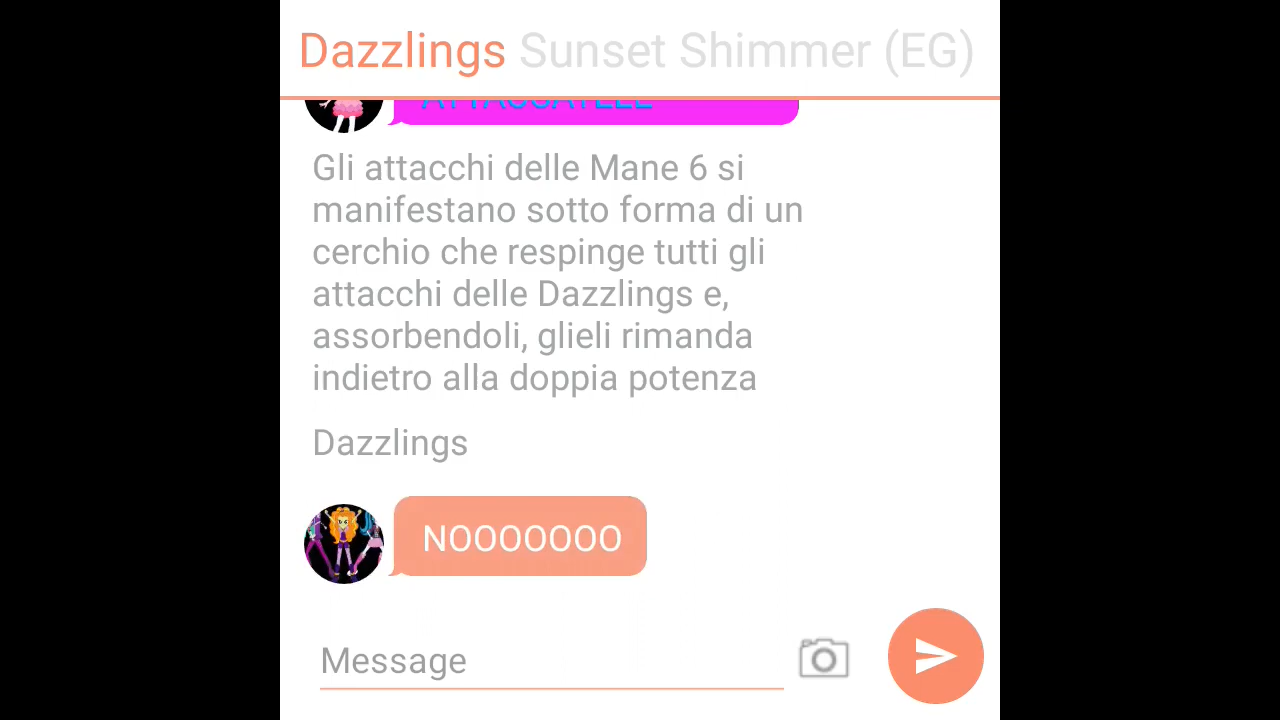 Dazzlings Sunset Shimmer (EG)
ATTACCATELE
Gli attacchi delle Mane 6 si
manifestano sotto forma di un
cerchio che respinge tutti gli
attacchi delle Dazzlings e,
assorbendoli, glieli rimanda
indietro alla doppia potenza
Dazzlings
NOOOOOOO
Message